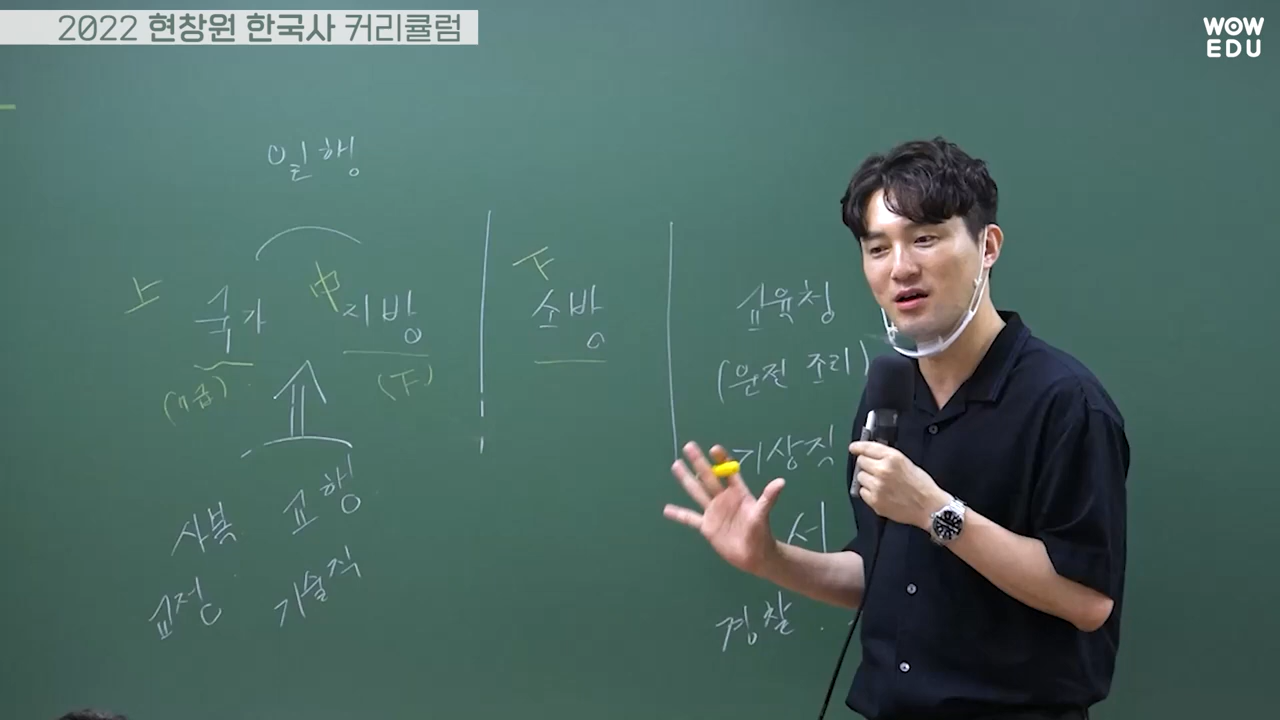 2022 현창원 한국사 커리큘럼
WOW
EDU
일행
上 국가 中 지방
(7급) (下)
사복 교행
교정 기술직
下
소방
교육청
(운전 조리)
기상직
서
경찰